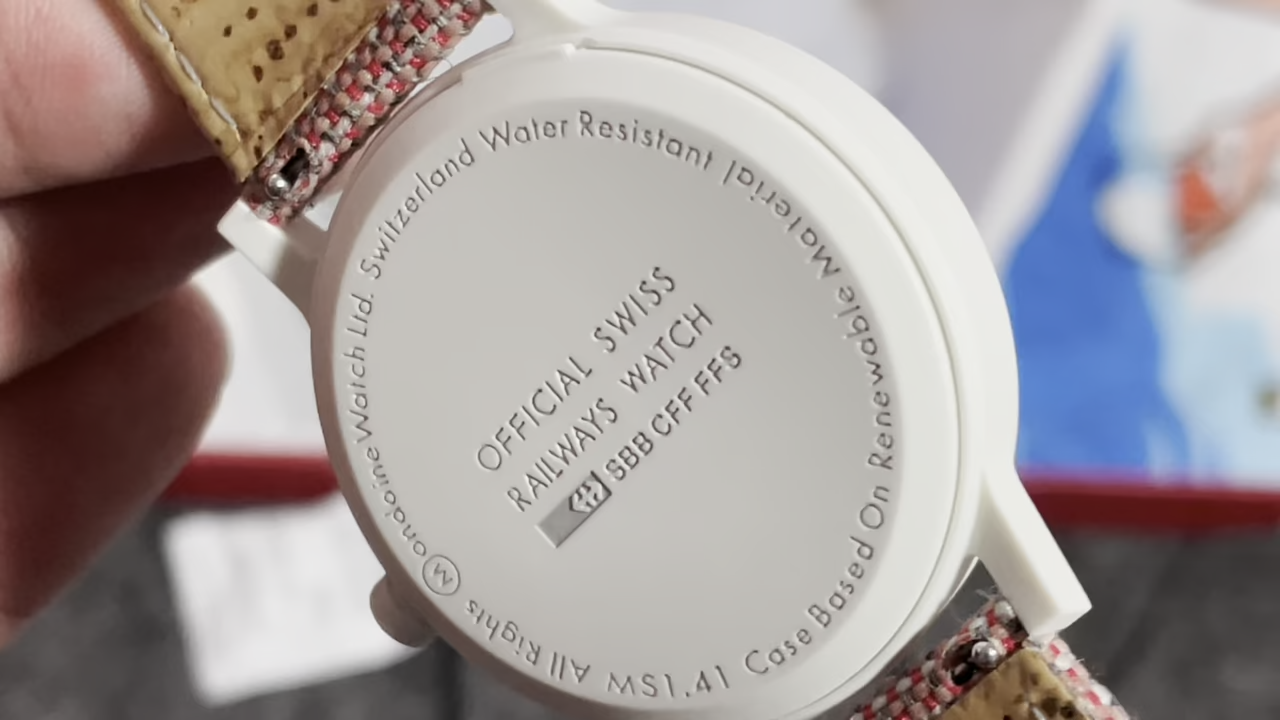 OFFICIAL SWISS
RAILWAYS WATCH
SBB CFF FFS
Mondaine Watch Ltd. Switzerland Water Resistant
Case Based On Renewable Material
MS1.41 All Rights